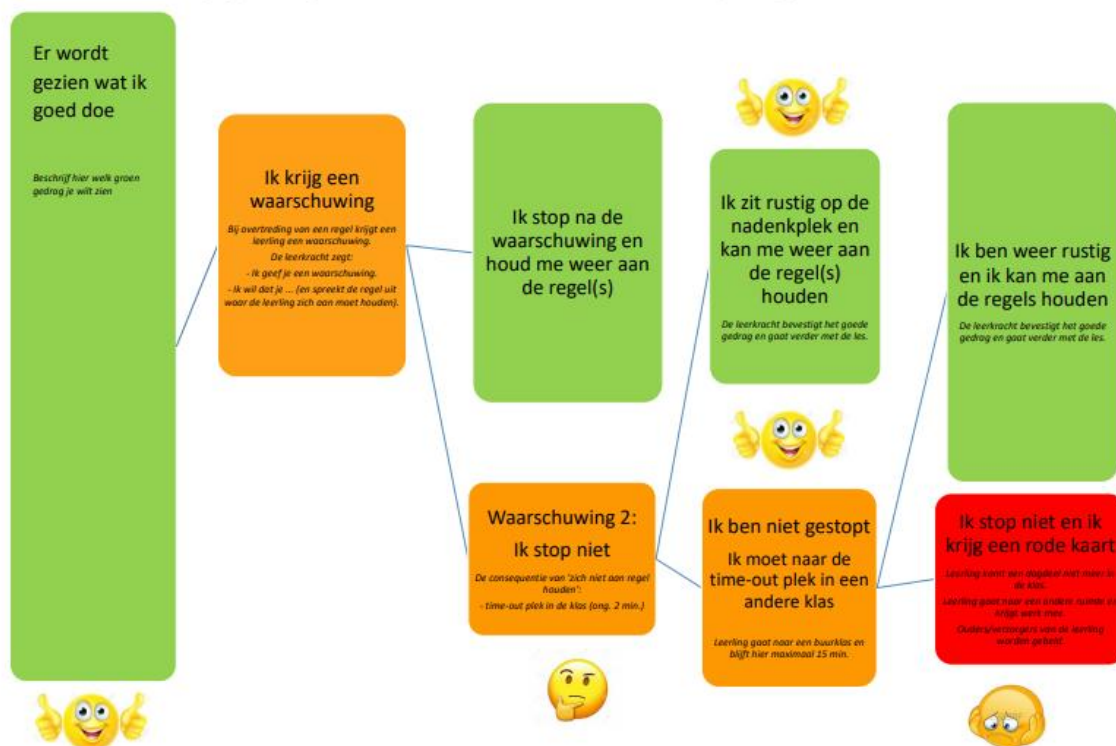 Er wordt
gezien wat ik
goed doe
Beschrijf hier welk groen
gedrag je wilt zien
Ik krijg een
waarschuwing
Bij overtreding van een regel krijgt een
leerling een waarschuwing.
De leerkracht zegt:
- Ik geef je een waarschuwing.
- Ik wil dat je ... (en spreekt de regel uit
waar de leerling zich aan moet houden).
Ik stop na de
waarschuwing en
houd me weer aan
de regel(s)
Waarschuwing 2:
Ik stop niet
De consequentie van 'zich niet aan regel
houden':
- time-out plek in de klas (ong. 2 min.)
Ik zit rustig op de
nadenkplek en
kan me weer aan
de regel(s)
houden
De leerkracht bevestigt het goede
gedrag en gaat verder met de les.
Ik ben niet gestopt
Ik moet naar de
time-out plek in een
andere klas
Leerling gaat naar een buurklas en
blijft hier maximaal 15 min.
Ik ben weer rustig
en ik kan me aan
de regels houden
De leerkracht bevestigt het goede
gedrag en gaat verder met de les.
Ik stop niet en ik
krijg een rode kaart
Leerling komt een dagdeel niet meer in
de klas.
Leerling gaat naar een andere ruimte en
krijgt werk mee.
Ouders/verzorgers van de leerling
worden gebeld.